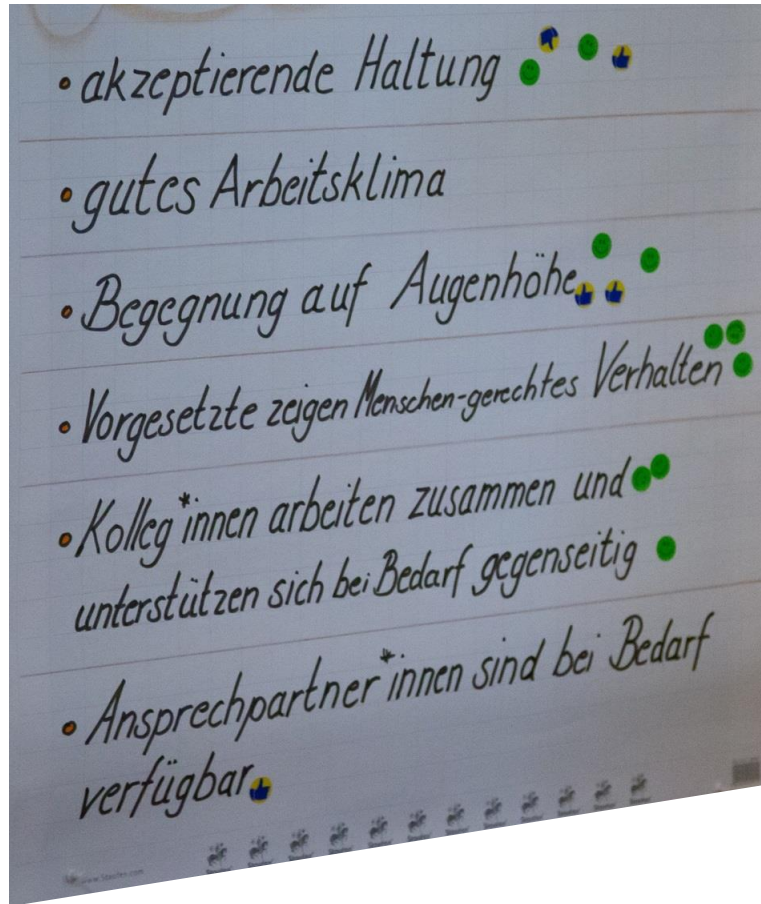 • akzeptierende Haltung
• gutes Arbeitsklima
• Begegnung auf Augenhöhe
• Vorgesetzte zeigen Menschen-gerechtes Verhalten
• Kolleg*innen arbeiten zusammen und
unterstützen sich bei Bedarf gegenseitig
• Ansprechpartner*innen sind bei Bedarf
verfügbar